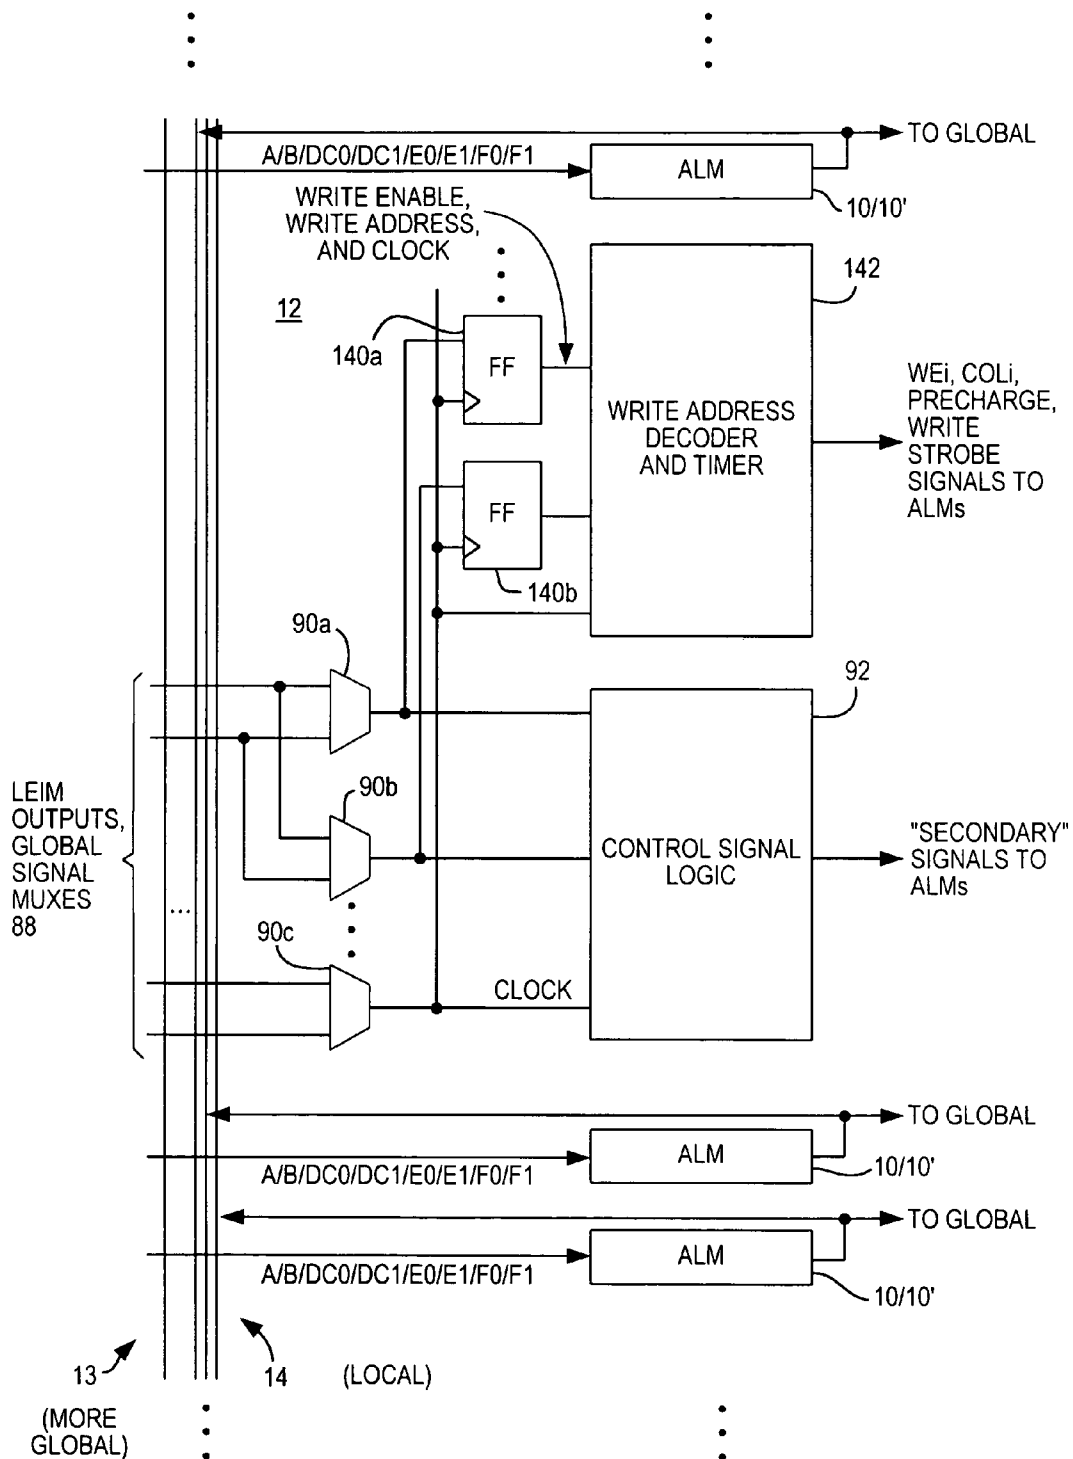 TO GLOBAL
A/B/DC0/DC1/E0/E1/F0/F1
ALM
10/10'
WRITE ENABLE,
WRITE ADDRESS,
AND CLOCK
142
12
140a
FF
WRITE ADDRESS
DECODER
AND TIMER
WEi, COLi,
PRECHARGE,
WRITE
STROBE
SIGNALS TO
ALMs
FF
140b
90a
92
LEIM
OUTPUTS,
GLOBAL
SIGNAL
MUXES
88
90b
CONTROL SIGNAL
LOGIC
"SECONDARY"
SIGNALS TO
ALMs
...
90c
CLOCK
TO GLOBAL
ALM
10/10'
A/B/DC0/DC1/E0/E1/F0/F1
TO GLOBAL
ALM
A/B/DC0/DC1/E0/E1/F0/F1
10/10'
13
14
(LOCAL)
(MORE
GLOBAL)